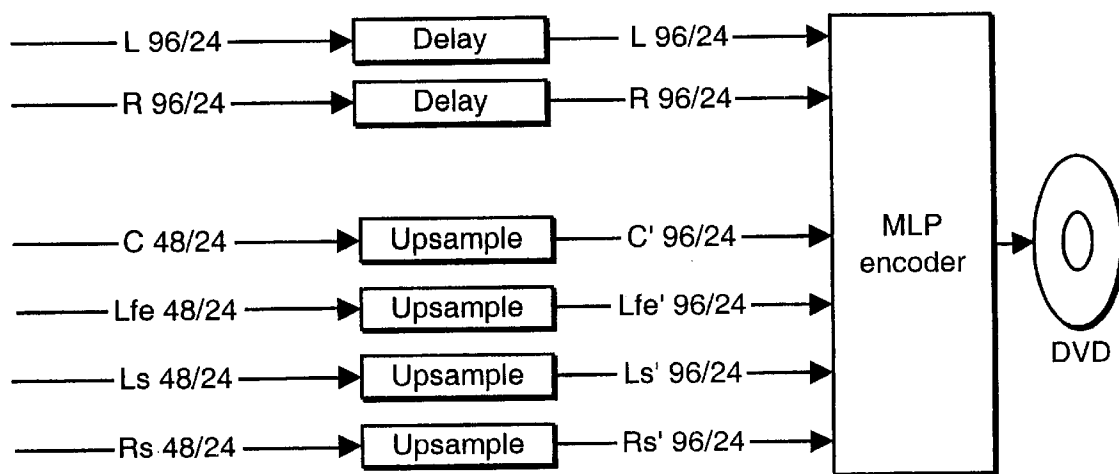 L 96/24 Delay L 96/24
R 96/24 Delay R 96/24
C 48/24 Upsample C' 96/24
MLP
encoder
Lfe 48/24 Upsample Lfe' 96/24
Ls 48/24 Upsample Ls' 96/24
DVD
Rs 48/24 Upsample Rs' 96/24